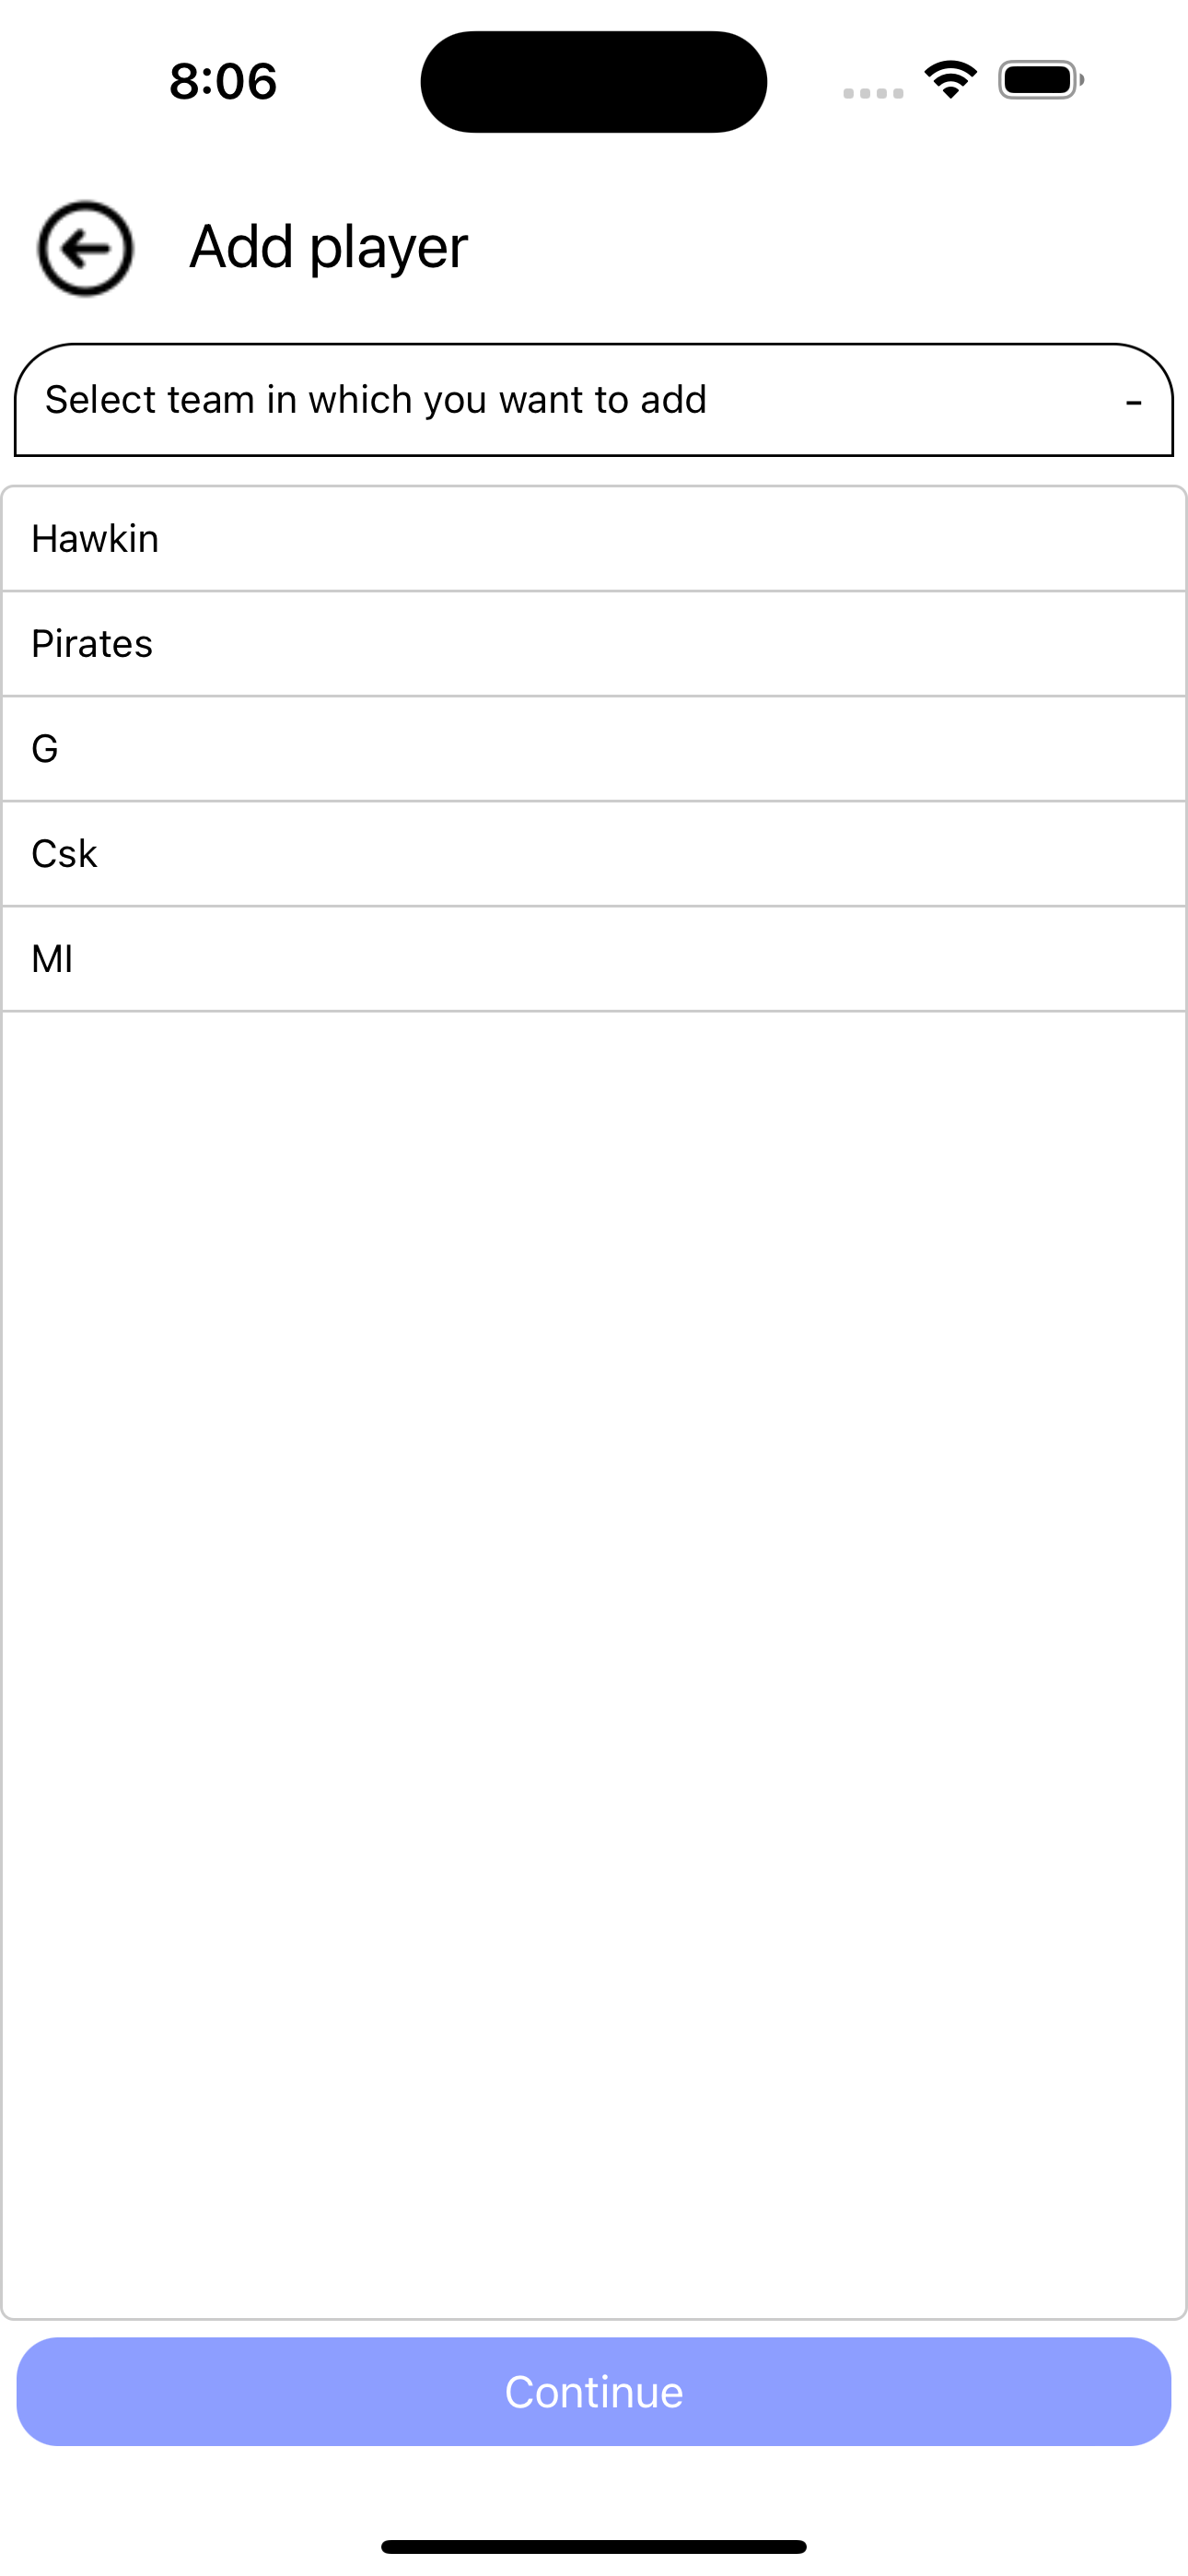 8:06
Add player
Select team in which you want to add -
Hawkin
Pirates
G
Csk
MI
Continue